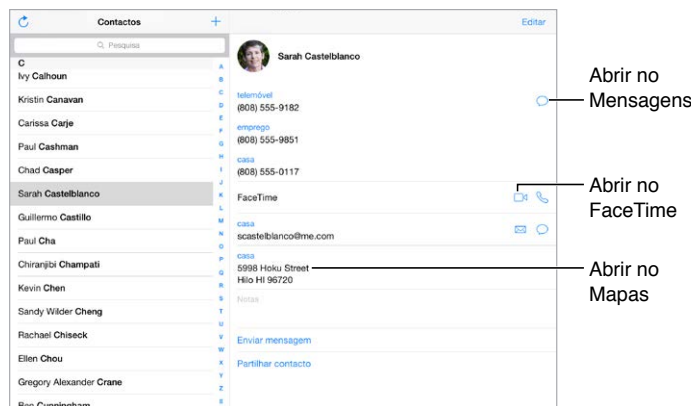 Contactos
Editar
Pesquisa
C
Ivy Calhoun
Kristin Canavan
Carissa Carje
Paul Cashman
Chad Casper
Sarah Castelblanco
Guillermo Castillo
Paul Cha
Chiranjibi Champati
Kevin Chen
Sandy Wilder Cheng
Rachael Chiseck
Ellen Chou
Gregory Alexander Crane
Ben Cunningham
A
B
C
D
E
F
G
H
I
J
K
L
M
N
O
P
Q
R
S
T
U
V
W
X
Y
Z
#
Sarah Castelblanco
telemóvel
(808) 555-9182
emprego
(808) 555-9851
casa
(808) 555-0117
FaceTime
casa
scastelblanco@me.com
casa
5998 Hoku Street
Hilo HI 96720
Notas
Enviar mensagem
Partilhar contacto
Abrir no
Mensagens
Abrir no
FaceTime
Abrir no
Mapas